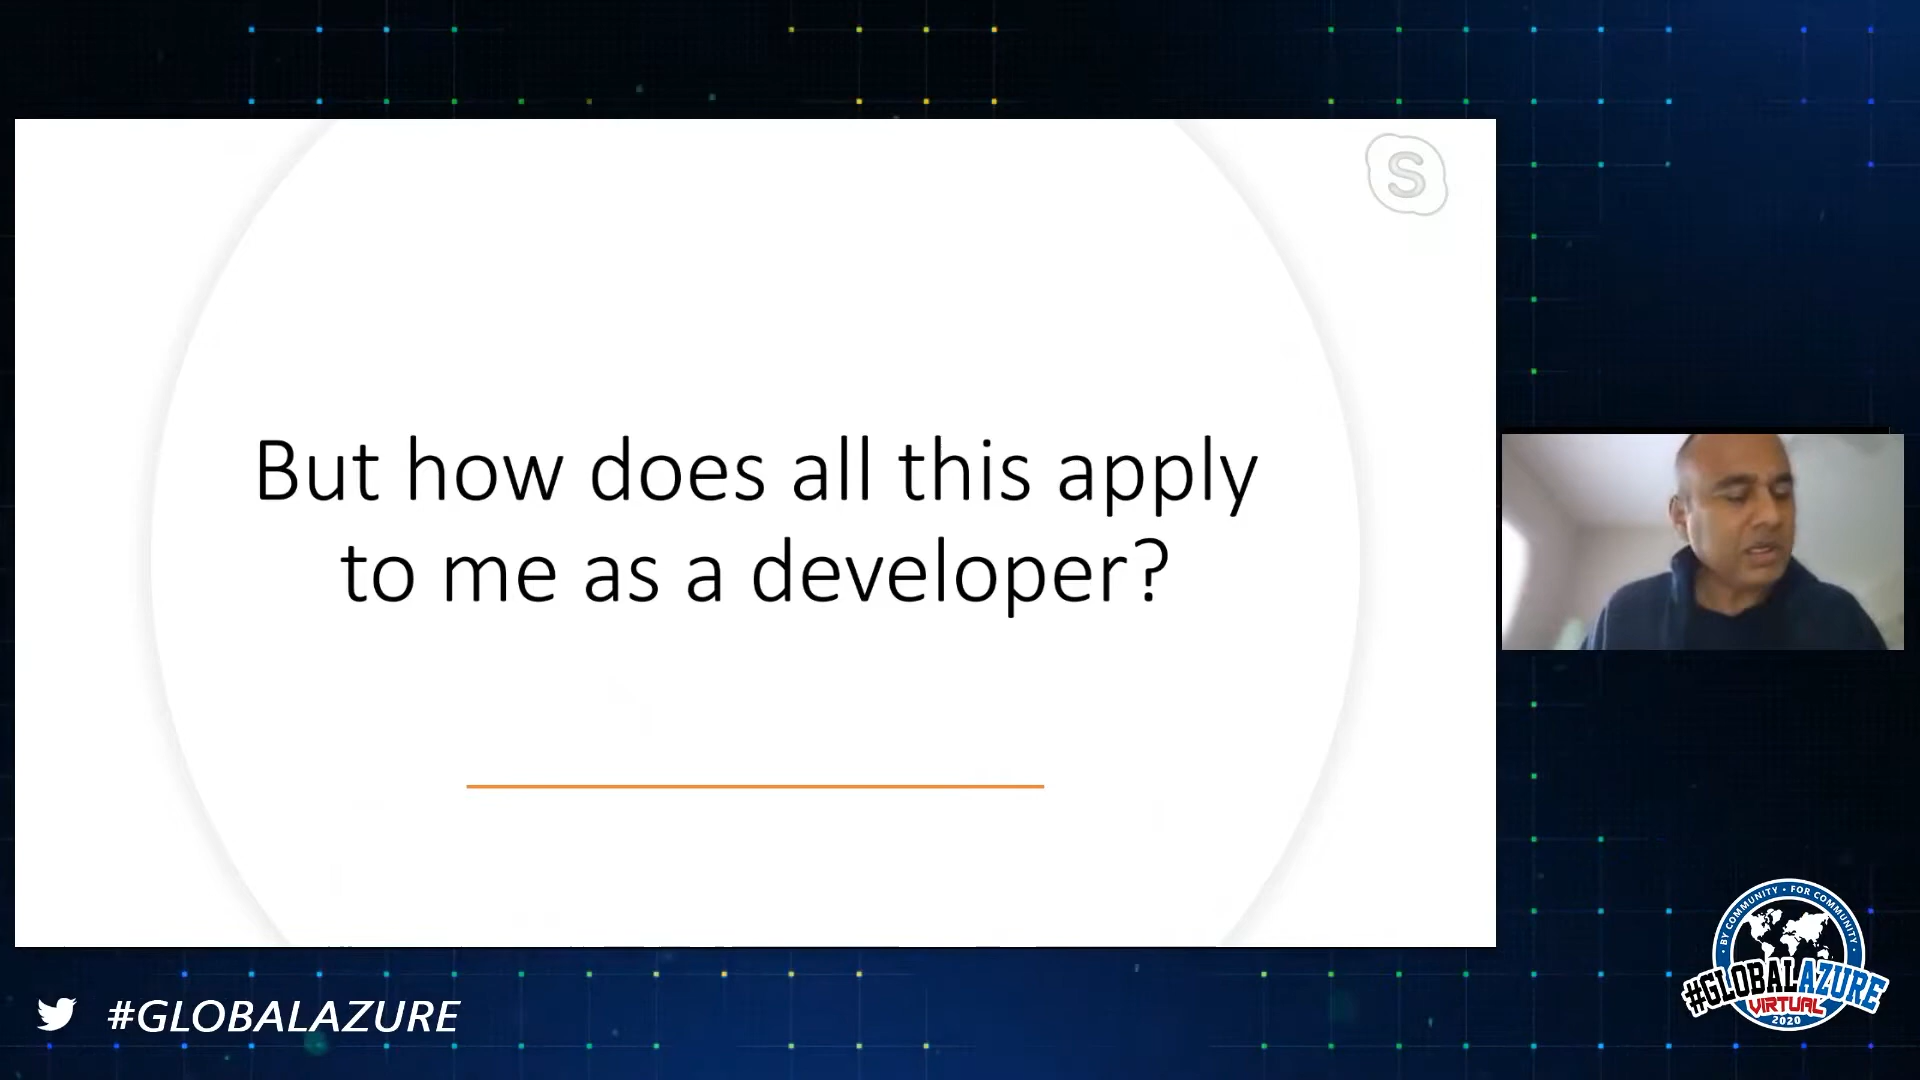 S
But how does all this apply
to me as a developer?
#GLOBALAZURE
• BY COMMUNITY • FOR COMMUNITY •
#GLOBALAZURE
VIRTUAL
2020